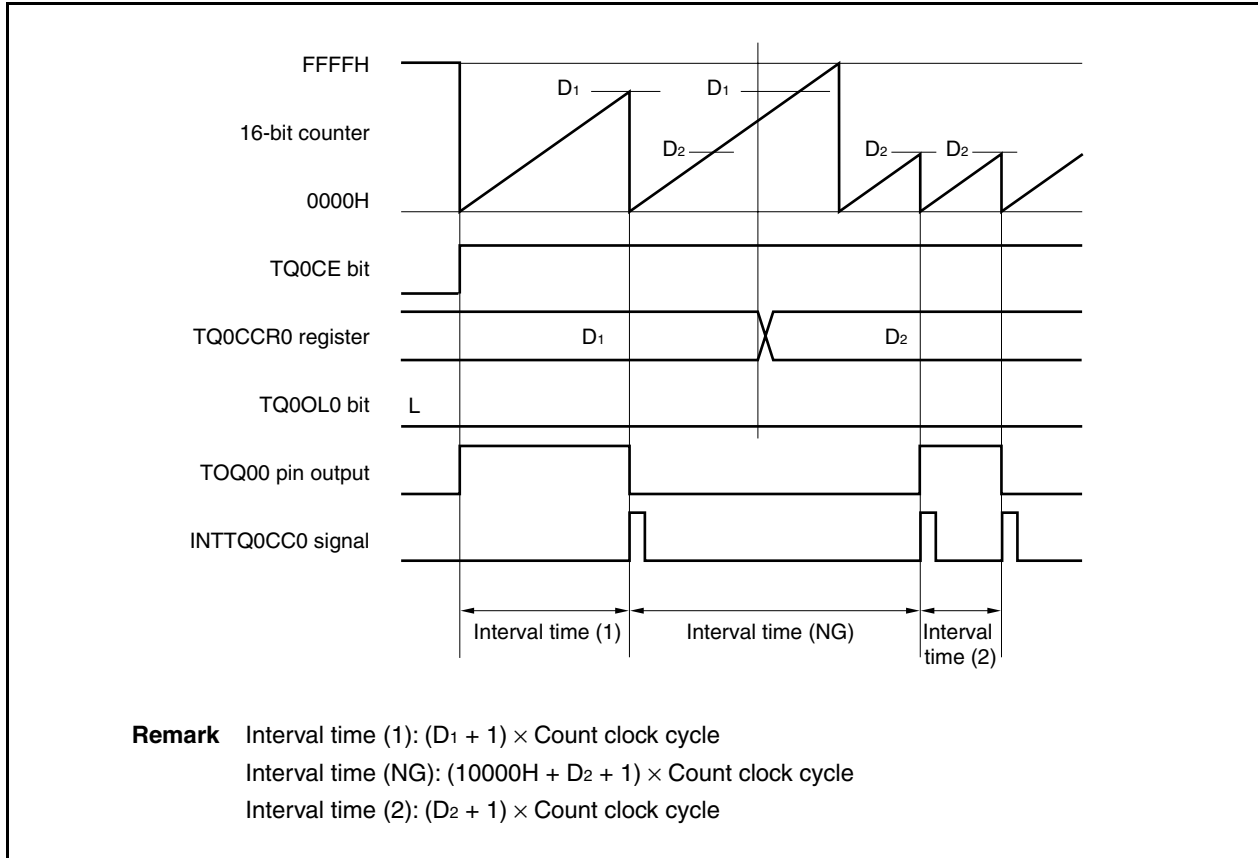 FFFFH
D1 D1
16-bit counter
D2 D2 D2
0000H
TQ0CE bit
TQ0CCR0 register D1 D2
TQ0OL0 bit L
TOQ00 pin output
INTTQ0CC0 signal
Interval time (1) Interval time (NG) Interval
time (2)
Remark Interval time (1): (D1 + 1) × Count clock cycle
Interval time (NG): (10000H + D2 + 1) × Count clock cycle
Interval time (2): (D2 + 1) × Count clock cycle